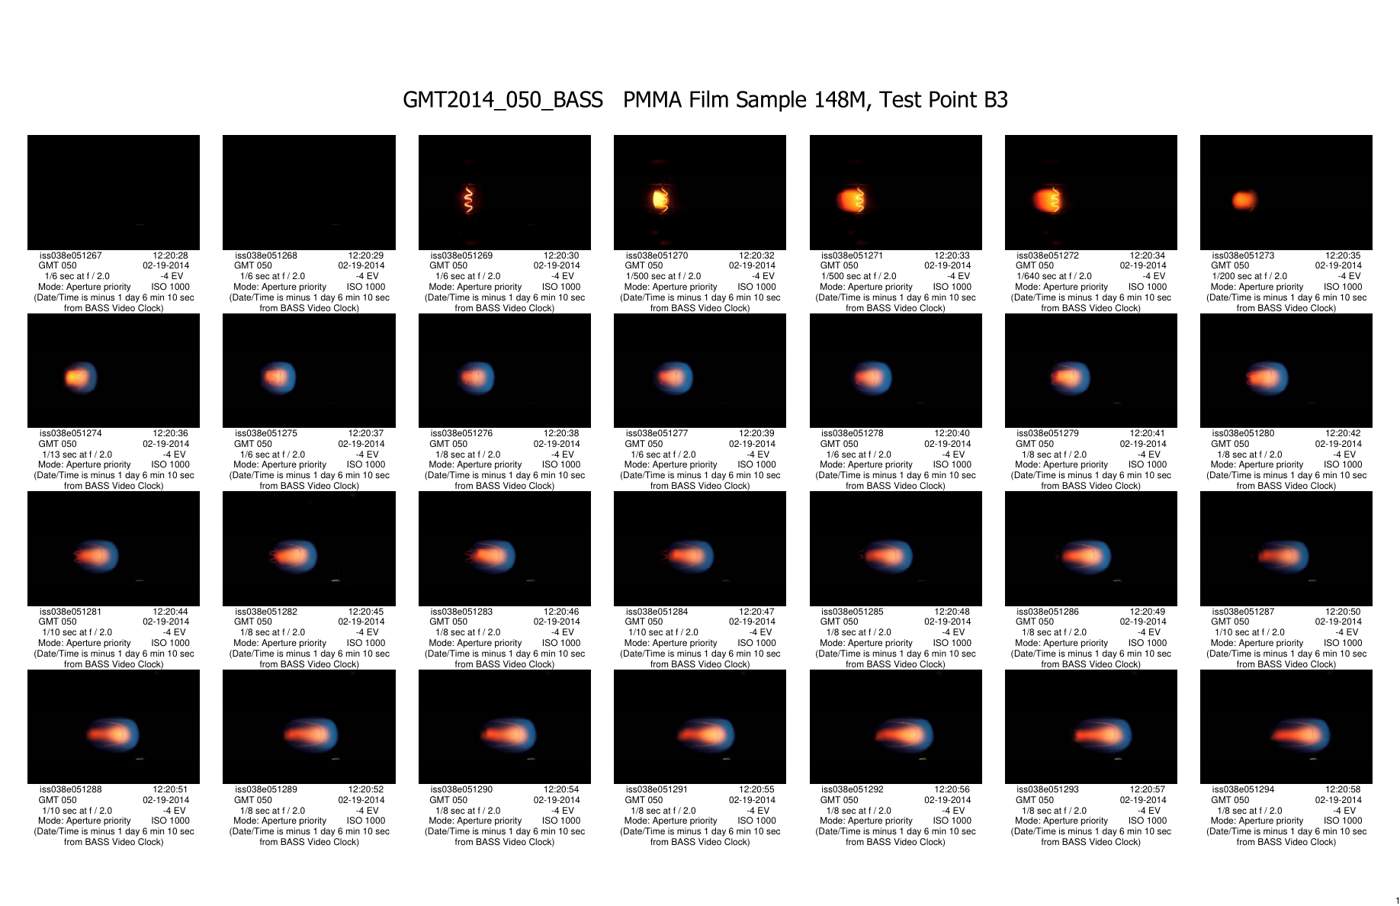 GMT2014_050_BASS PMMA Film Sample 148M, Test Point B3
iss038e051267 12:20:28
GMT 050 02-19-2014
1/6 sec at f / 2.0 -4 EV
Mode: Aperture priority ISO 1000
(Date/Time is minus 1 day 6 min 10 sec
from BASS Video Clock)
iss038e051268 12:20:29
GMT 050 02-19-2014
1/6 sec at f / 2.0 -4 EV
Mode: Aperture priority ISO 1000
(Date/Time is minus 1 day 6 min 10 sec
from BASS Video Clock)
iss038e051269 12:20:30
GMT 050 02-19-2014
1/6 sec at f / 2.0 -4 EV
Mode: Aperture priority ISO 1000
(Date/Time is minus 1 day 6 min 10 sec
from BASS Video Clock)
iss038e051270 12:20:32
GMT 050 02-19-2014
1/500 sec at f / 2.0 -4 EV
Mode: Aperture priority ISO 1000
(Date/Time is minus 1 day 6 min 10 sec
from BASS Video Clock)
iss038e051271 12:20:33
GMT 050 02-19-2014
1/500 sec at f / 2.0 -4 EV
Mode: Aperture priority ISO 1000
(Date/Time is minus 1 day 6 min 10 sec
from BASS Video Clock)
iss038e051272 12:20:34
GMT 050 02-19-2014
1/640 sec at f / 2.0 -4 EV
Mode: Aperture priority ISO 1000
(Date/Time is minus 1 day 6 min 10 sec
from BASS Video Clock)
iss038e051273 12:20:35
GMT 050 02-19-2014
1/200 sec at f / 2.0 -4 EV
Mode: Aperture priority ISO 1000
(Date/Time is minus 1 day 6 min 10 sec
from BASS Video Clock)
iss038e051274 12:20:36
GMT 050 02-19-2014
1/13 sec at f / 2.0 -4 EV
Mode: Aperture priority ISO 1000
(Date/Time is minus 1 day 6 min 10 sec
from BASS Video Clock)
iss038e051275 12:20:37
GMT 050 02-19-2014
1/6 sec at f / 2.0 -4 EV
Mode: Aperture priority ISO 1000
(Date/Time is minus 1 day 6 min 10 sec
from BASS Video Clock)
iss038e051276 12:20:38
GMT 050 02-19-2014
1/8 sec at f / 2.0 -4 EV
Mode: Aperture priority ISO 1000
(Date/Time is minus 1 day 6 min 10 sec
from BASS Video Clock)
iss038e051277 12:20:39
GMT 050 02-19-2014
1/6 sec at f / 2.0 -4 EV
Mode: Aperture priority ISO 1000
(Date/Time is minus 1 day 6 min 10 sec
from BASS Video Clock)
iss038e051278 12:20:40
GMT 050 02-19-2014
1/6 sec at f / 2.0 -4 EV
Mode: Aperture priority ISO 1000
(Date/Time is minus 1 day 6 min 10 sec
from BASS Video Clock)
iss038e051279 12:20:41
GMT 050 02-19-2014
1/8 sec at f / 2.0 -4 EV
Mode: Aperture priority ISO 1000
(Date/Time is minus 1 day 6 min 10 sec
from BASS Video Clock)
iss038e051280 12:20:42
GMT 050 02-19-2014
1/8 sec at f / 2.0 -4 EV
Mode: Aperture priority ISO 1000
(Date/Time is minus 1 day 6 min 10 sec
from BASS Video Clock)
iss038e051281 12:20:44
GMT 050 02-19-2014
1/10 sec at f / 2.0 -4 EV
Mode: Aperture priority ISO 1000
(Date/Time is minus 1 day 6 min 10 sec
from BASS Video Clock)
iss038e051282 12:20:45
GMT 050 02-19-2014
1/8 sec at f / 2.0 -4 EV
Mode: Aperture priority ISO 1000
(Date/Time is minus 1 day 6 min 10 sec
from BASS Video Clock)
iss038e051283 12:20:46
GMT 050 02-19-2014
1/8 sec at f / 2.0 -4 EV
Mode: Aperture priority ISO 1000
(Date/Time is minus 1 day 6 min 10 sec
from BASS Video Clock)
iss038e051284 12:20:47
GMT 050 02-19-2014
1/10 sec at f / 2.0 -4 EV
Mode: Aperture priority ISO 1000
(Date/Time is minus 1 day 6 min 10 sec
from BASS Video Clock)
iss038e051285 12:20:48
GMT 050 02-19-2014
1/8 sec at f / 2.0 -4 EV
Mode: Aperture priority ISO 1000
(Date/Time is minus 1 day 6 min 10 sec
from BASS Video Clock)
iss038e051286 12:20:49
GMT 050 02-19-2014
1/8 sec at f / 2.0 -4 EV
Mode: Aperture priority ISO 1000
(Date/Time is minus 1 day 6 min 10 sec
from BASS Video Clock)
iss038e051287 12:20:50
GMT 050 02-19-2014
1/10 sec at f / 2.0 -4 EV
Mode: Aperture priority ISO 1000
(Date/Time is minus 1 day 6 min 10 sec
from BASS Video Clock)
iss038e051288 12:20:51
GMT 050 02-19-2014
1/10 sec at f / 2.0 -4 EV
Mode: Aperture priority ISO 1000
(Date/Time is minus 1 day 6 min 10 sec
from BASS Video Clock)
iss038e051289 12:20:52
GMT 050 02-19-2014
1/8 sec at f / 2.0 -4 EV
Mode: Aperture priority ISO 1000
(Date/Time is minus 1 day 6 min 10 sec
from BASS Video Clock)
iss038e051290 12:20:54
GMT 050 02-19-2014
1/8 sec at f / 2.0 -4 EV
Mode: Aperture priority ISO 1000
(Date/Time is minus 1 day 6 min 10 sec
from BASS Video Clock)
iss038e051291 12:20:55
GMT 050 02-19-2014
1/8 sec at f / 2.0 -4 EV
Mode: Aperture priority ISO 1000
(Date/Time is minus 1 day 6 min 10 sec
from BASS Video Clock)
iss038e051292 12:20:56
GMT 050 02-19-2014
1/8 sec at f / 2.0 -4 EV
Mode: Aperture priority ISO 1000
(Date/Time is minus 1 day 6 min 10 sec
from BASS Video Clock)
iss038e051293 12:20:57
GMT 050 02-19-2014
1/8 sec at f / 2.0 -4 EV
Mode: Aperture priority ISO 1000
(Date/Time is minus 1 day 6 min 10 sec
from BASS Video Clock)
iss038e051294 12:20:58
GMT 050 02-19-2014
1/8 sec at f / 2.0 -4 EV
Mode: Aperture priority ISO 1000
(Date/Time is minus 1 day 6 min 10 sec
from BASS Video Clock)